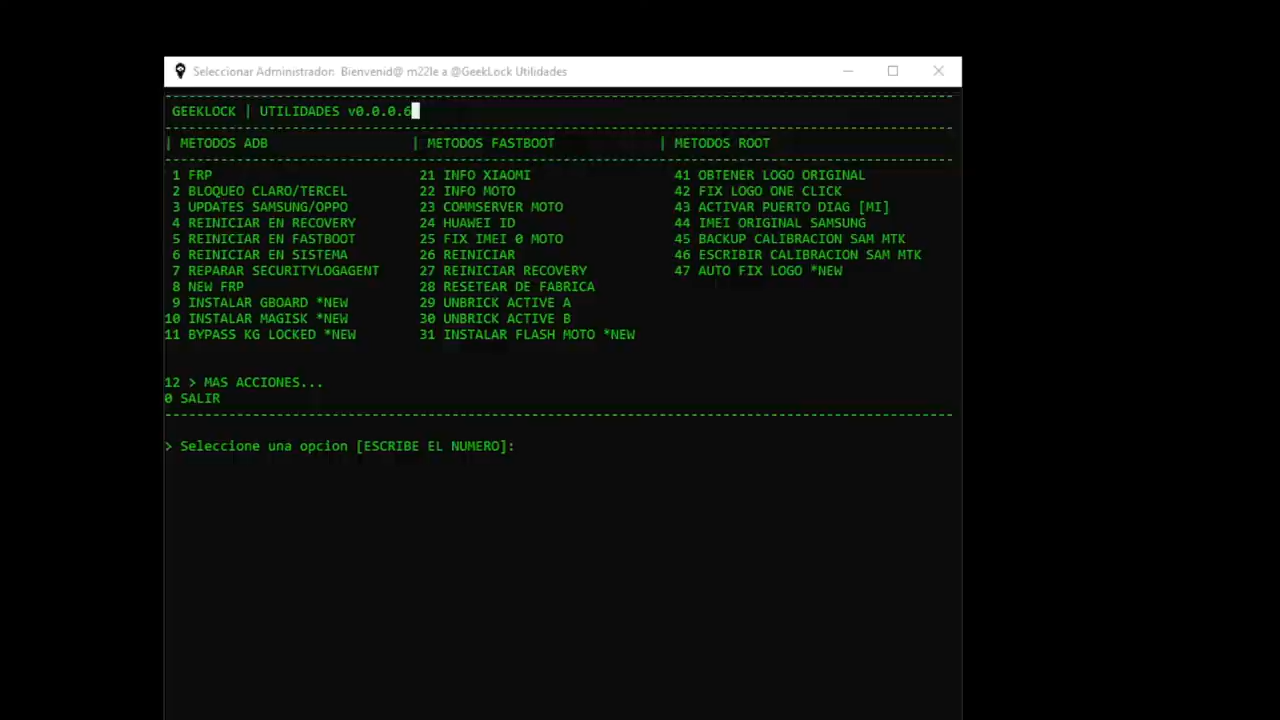 Seleccionar Administrador: Bienvenid@ m22le a @GeekLock Utilidades
GEEKLOCK | UTILIDADES v0.0.0.6
| METODOS ADB | METODOS FASTBOOT | METODOS ROOT
1 FRP 21 INFO XIAOMI 41 OBTENER LOGO ORIGINAL
2 BLOQUEO CLARO/TERCEL 22 INFO MOTO 42 FIX LOGO ONE CLICK
3 UPDATES SAMSUNG/OPPO 23 COMMSERVER MOTO 43 ACTIVAR PUERTO DIAG [MI]
4 REINICIAR EN RECOVERY 24 HUAWEI ID 44 IMEI ORIGINAL SAMSUNG
5 REINICIAR EN FASTBOOT 25 FIX IMEI 0 MOTO 45 BACKUP CALIBRACION SAM MTK
6 REINICIAR EN SISTEMA 26 REINICIAR 46 ESCRIBIR CALIBRACION SAM MTK
7 REPARAR SECURITYLOGAGENT 27 REINICIAR RECOVERY 47 AUTO FIX LOGO *NEW
8 NEW FRP 28 RESETEAR DE FABRICA
9 INSTALAR GBOARD *NEW 29 UNBRICK ACTIVE A
10 INSTALAR MAGISK *NEW 30 UNBRICK ACTIVE B
11 BYPASS KG LOCKED *NEW 31 INSTALAR FLASH MOTO *NEW
12 > MAS ACCIONES...
0 SALIR
> Seleccione una opcion [ESCRIBE EL NUMERO]: